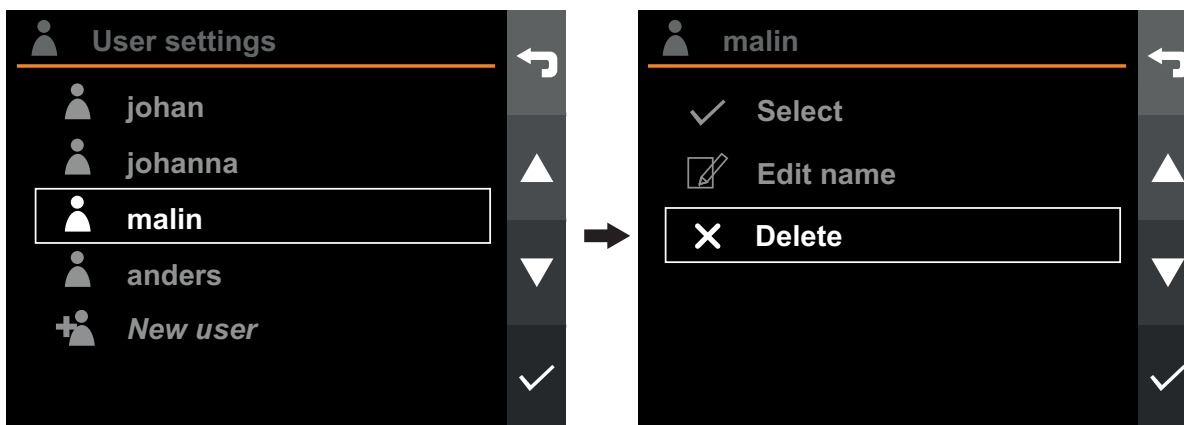 User settings
johan
johanna
malin
anders
New user
malin
Select
Edit name
Delete